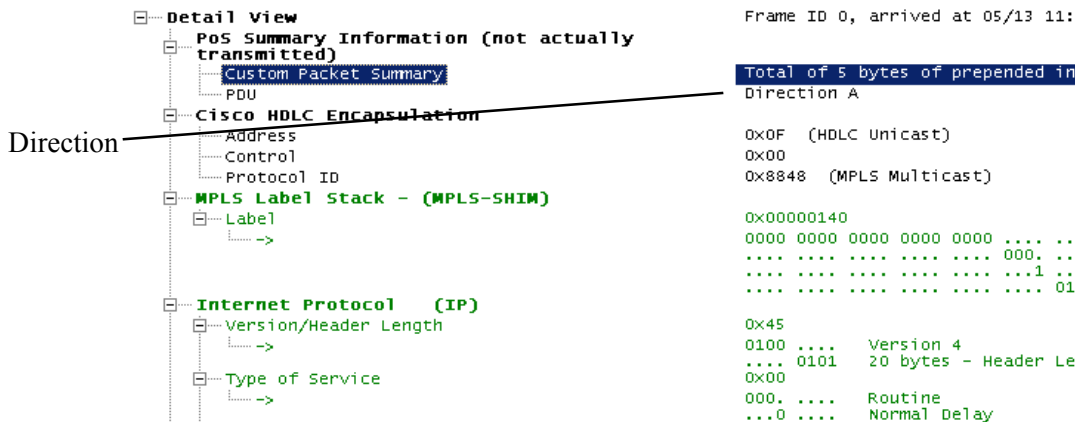 Detail View Frame ID 0, arrived at 05/13 11:
PoS Summary Information (not actually
transmitted)
Custom Packet Summary Total of 5 bytes of prepended in
PDU Direction A
Cisco HDLC Encapsulation
Direction
Address 0x0F (HDLC Unicast)
Control 0x00
Protocol ID 0x8848 (MPLS Multicast)
MPLS Label Stack - (MPLS-SHIM)
Label 0x00000140
-> 0000 0000 0000 0000 0000 .... ..
.... .... .... .... .... 000. ..
.... .... .... .... .... ...1 ..
.... .... .... .... .... .... 01
Internet Protocol (IP)
Version/Header Length 0x45
-> 0100 .... Version 4
.... 0101 20 bytes - Header Le
Type of Service 0x00
-> 000. .... Routine
...0 .... Normal Delay